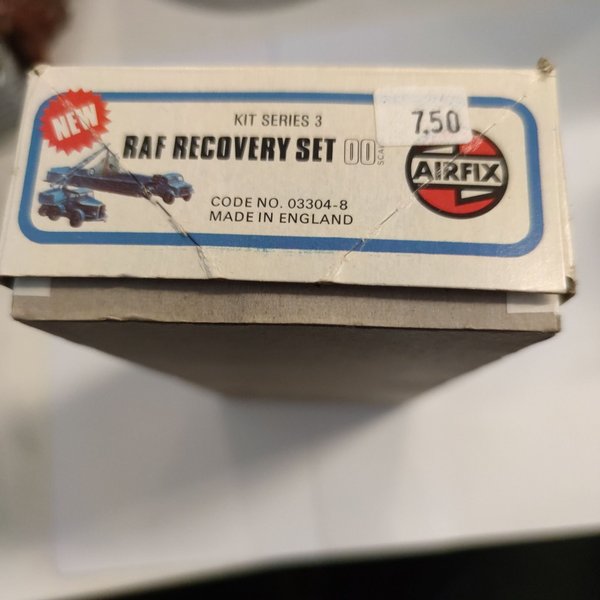 NEW
KIT SERIES 3
7,50
RAF RECOVERY SET 00
AIRFIX
CODE NO. 03304-8
MADE IN ENGLAND